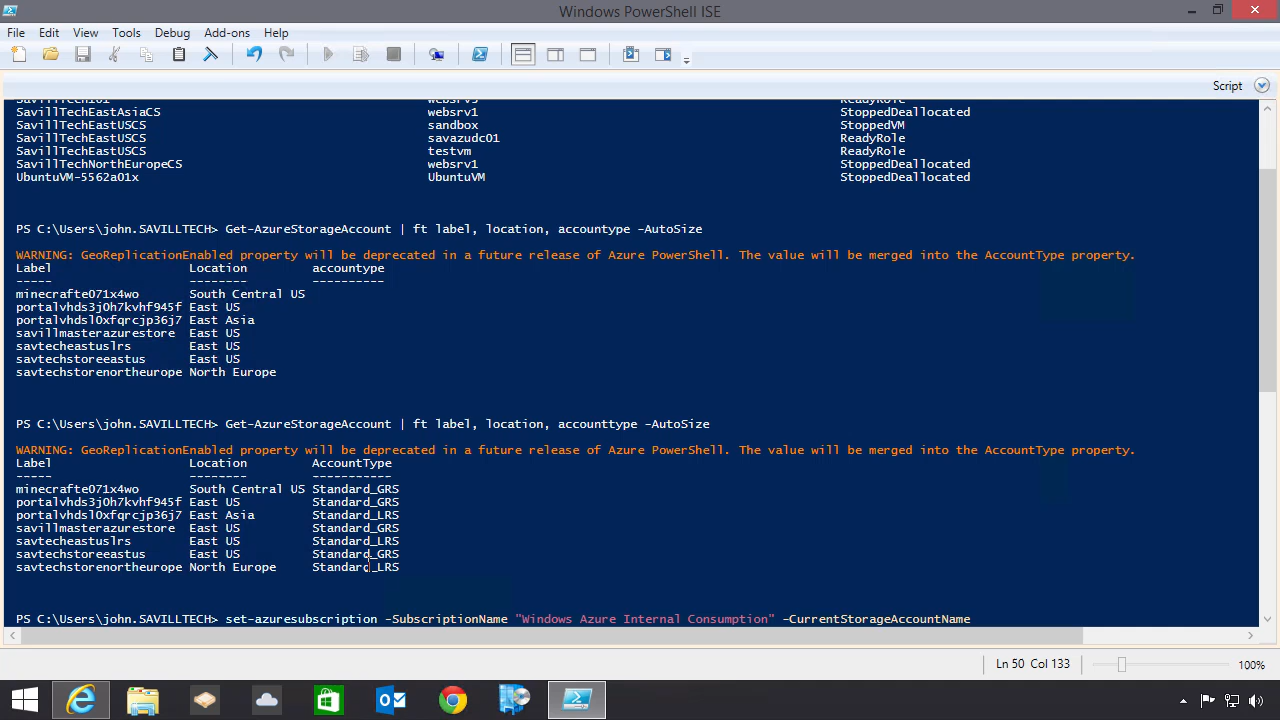 Windows PowerShell ISE
File Edit View Tools Debug Add-ons Help
Script
SavillTech101 websrv3 ReadyRole
SavillTechEastAsiaCS websrv1 StoppedDeallocated
SavillTechEastUSCS sandbox StoppedVM
SavillTechEastUSCS savazudc01 ReadyRole
SavillTechEastUSCS testvm ReadyRole
SavillTechNorthEuropeCS websrv1 StoppedDeallocated
UbuntuVM-5562a01x UbuntuVM StoppedDeallocated
PS C:\Users\john.SAVILLTECH> Get-AzureStorageAccount | ft label, location, accountype -AutoSize
WARNING: GeoReplicationEnabled property will be deprecated in a future release of Azure PowerShell. The value will be merged into the AccountType property.
Label Location accountype
----- -------- ----------
minecrafte071x4wo South Central US
portalvhds3j0h7kvhf945f East US
portalvhdsl0xfqrcjp36j7 East Asia
savillmasterazurestore East US
savtecheastuslrs East US
savtechstoreeastus East US
savtechstorenortheurope North Europe
PS C:\Users\john.SAVILLTECH> Get-AzureStorageAccount | ft label, location, accounttype -AutoSize
WARNING: GeoReplicationEnabled property will be deprecated in a future release of Azure PowerShell. The value will be merged into the AccountType property.
Label Location AccountType
----- -------- -----------
minecrafte071x4wo South Central US Standard_GRS
portalvhds3j0h7kvhf945f East US Standard_GRS
portalvhdsl0xfqrcjp36j7 East Asia Standard_LRS
savillmasterazurestore East US Standard_GRS
savtecheastuslrs East US Standard_LRS
savtechstoreeastus East US Standard_GRS
savtechstorenortheurope North Europe Standard_LRS
PS C:\Users\john.SAVILLTECH> set-azuresubscription -SubscriptionName "Windows Azure Internal Consumption" -CurrentStorageAccountName
Ln 50 Col 133 100%